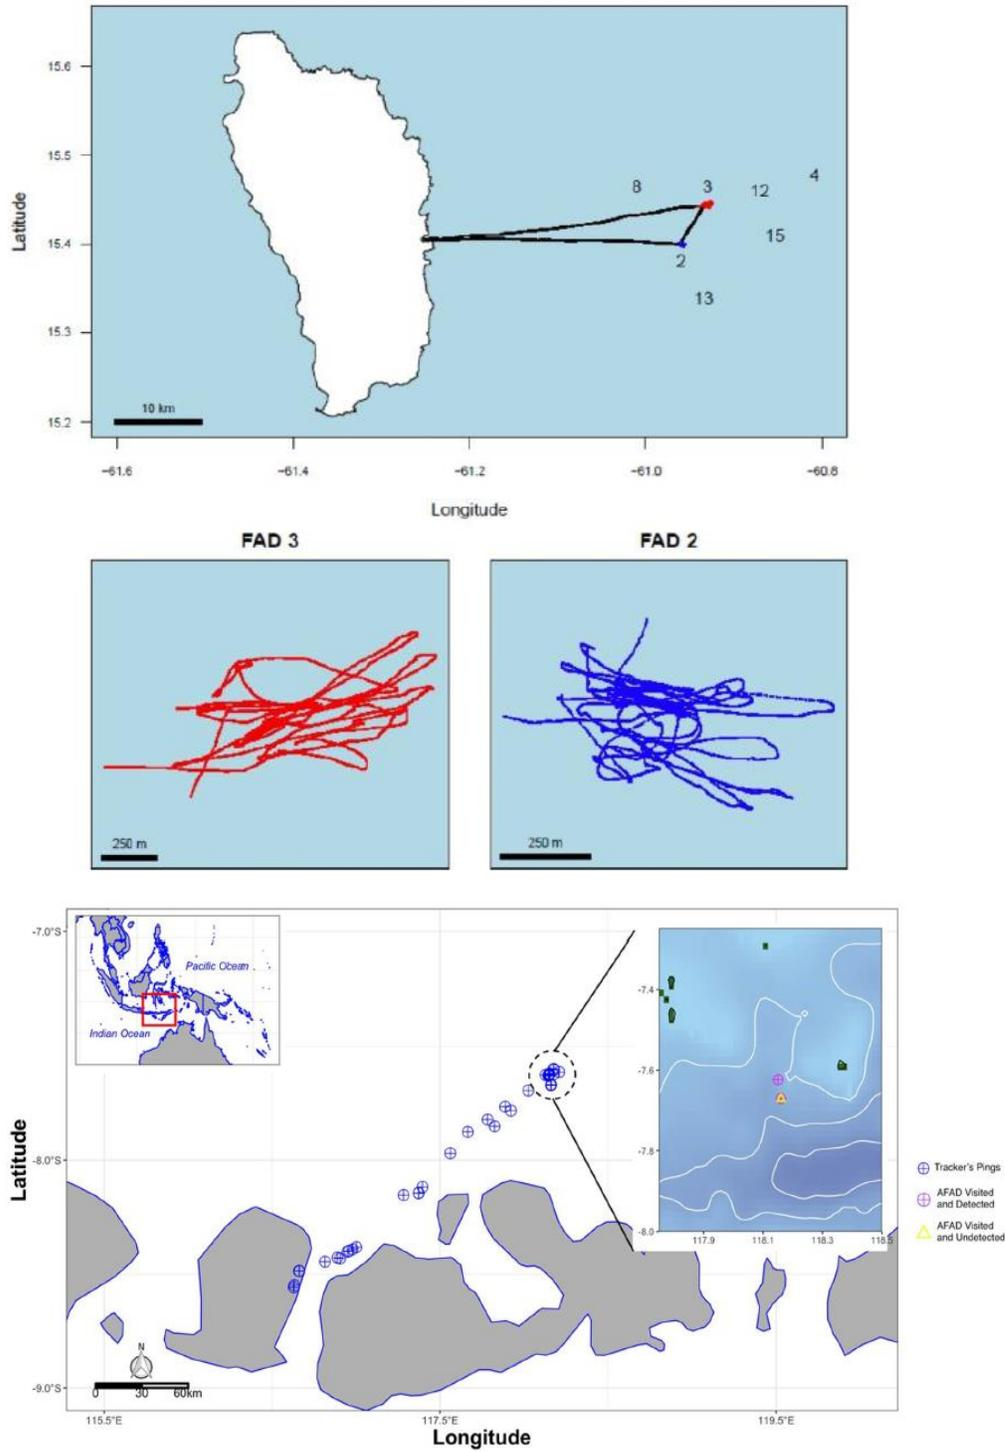 15.6
15.5
15.4
15.3
15.2
Latitude
8
3
12
4
15
2
13
10 km
-61.6
-61.4
-61.2
-61.0
-60.8
Longitude
FAD 3
FAD 2
250 m
250 m
-7.0°S
-8.0°S
-9.0°S
Latitude
Pacific Ocean
Indian Ocean
-7.4
-7.6
-7.8
-8.0
117.9
118.1
118.3
118.5
Tracker's Pings
AFAD Visited
and Detected
AFAD Visited
and Undetected
N
0 30 60km
115.5°E
117.5°E
119.5°E
Longitude